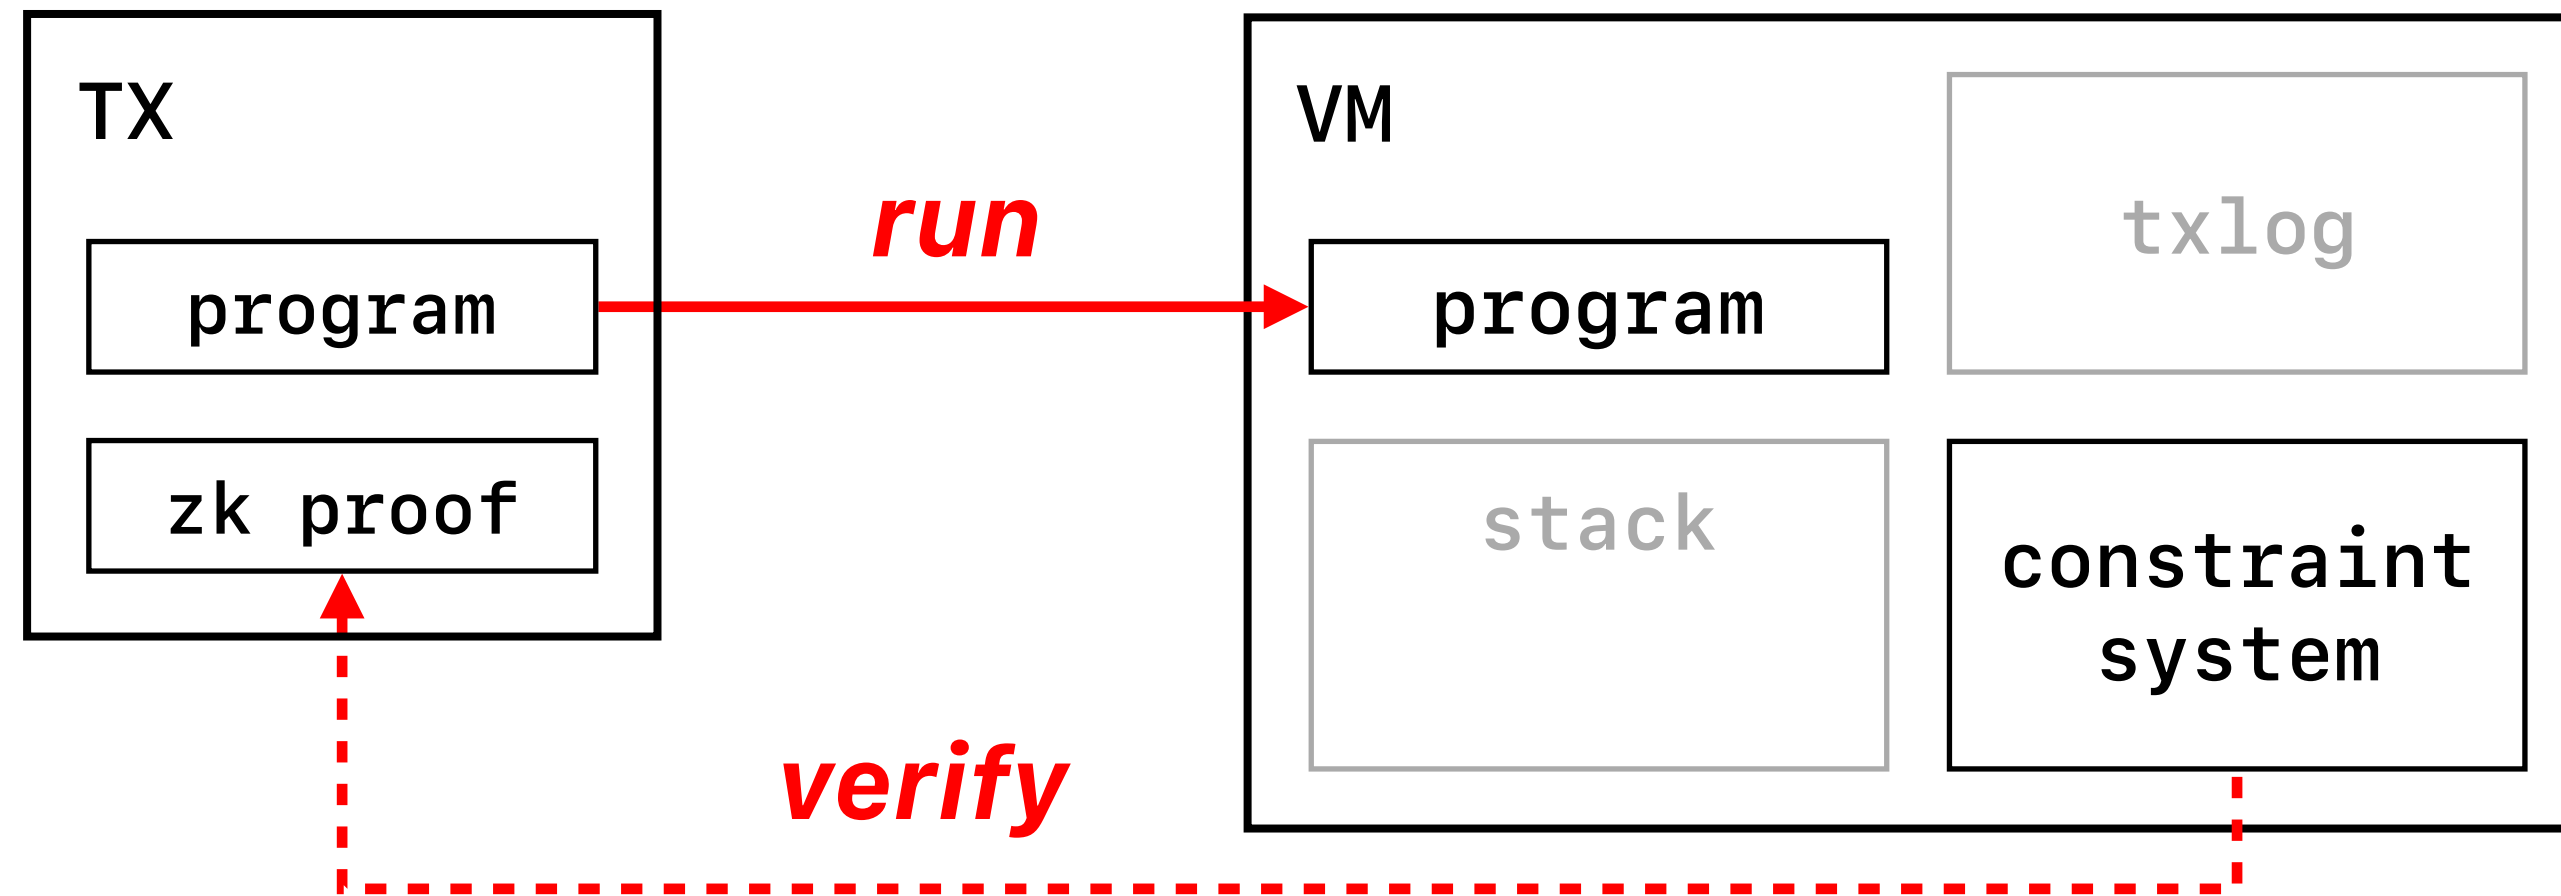 TX
program
zk proof
run
verify
VM
program
txlog
stack
constraint
system